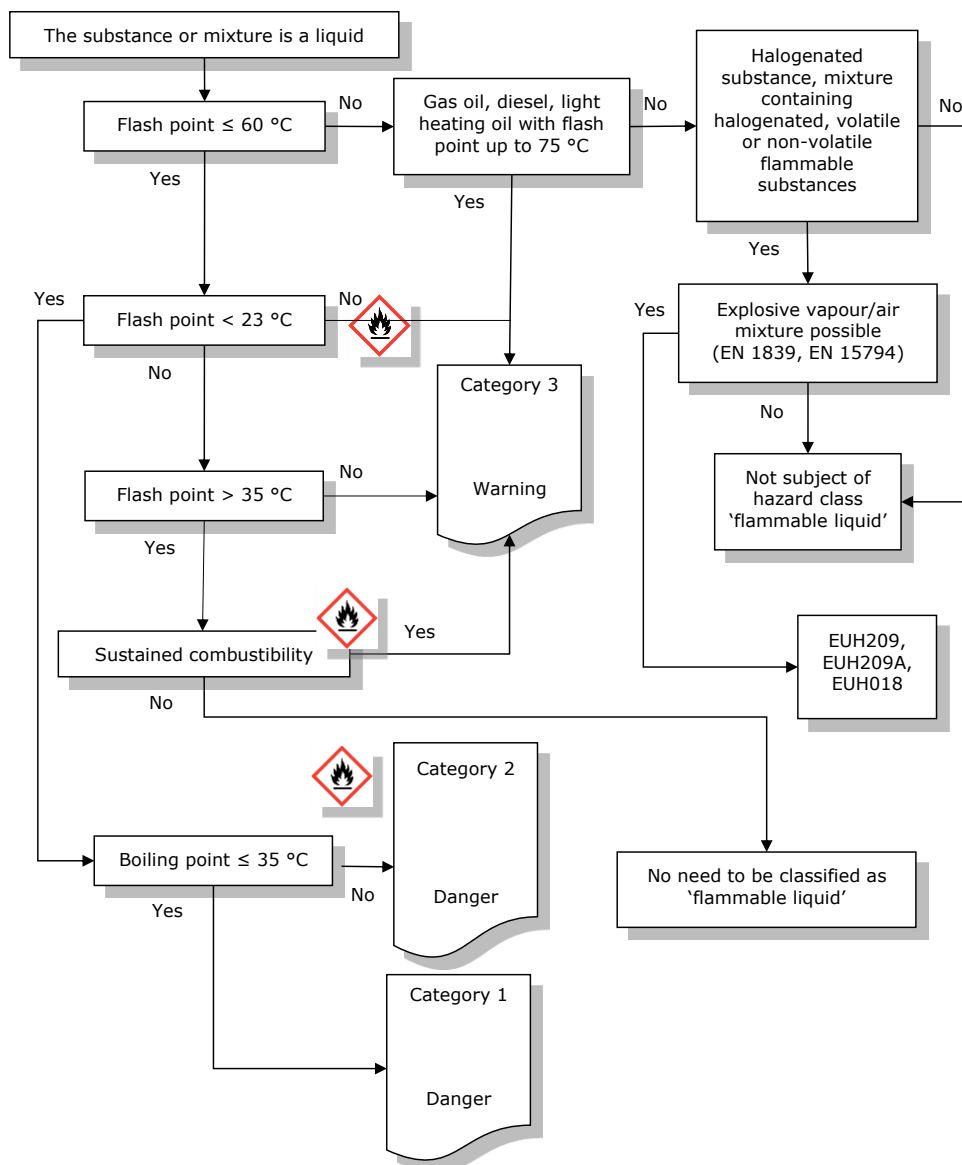 The substance or mixture is a liquid
Flash point ≤ 60 °C
No
Gas oil, diesel, light
heating oil with flash
point up to 75 °C
No
Halogenated
substance, mixture
containing
halogenated, volatile
or non-volatile
flammable
substances
No
Yes
Yes
Yes
Yes
Flash point < 23 °C
No
Yes
Explosive vapour/air
mixture possible
(EN 1839, EN 15794)
No
Category 3
Warning
No
Flash point > 35 °C
No
Not subject of
hazard class
‘flammable liquid’
Yes
Sustained combustibility
Yes
EUH209,
EUH209A,
EUH018
No
Category 2
Danger
Boiling point ≤ 35 °C
No
Yes
No need to be classified as
‘flammable liquid’
Category 1
Danger